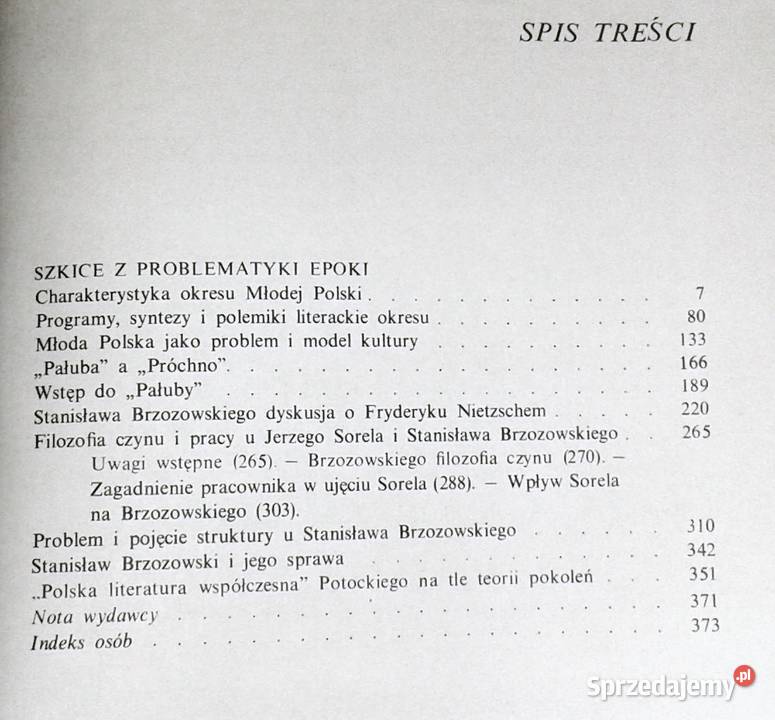 SPIS TREŚCI
SZKICE Z PROBLEMATYKI EPOKI
Charakterystyka okresu Młodej Polski . . . . . . . . . . . . 7
Programy, syntezy i polemiki literackie okresu . . . . . . . . . 80
Młoda Polska jako problem i model kultury . . . . . . . . . . 133
„Pałuba” a „Próchno”. . . . . . . . . . . . . . . . . . 166
Wstęp do „Pałuby” . . . . . . . . . . . . . . . . . . 189
Stanisława Brzozowskiego dyskusja o Fryderyku Nietzschem . . . . . 220
Filozofia czynu i pracy u Jerzego Sorela i Stanisława Brzozowskiego . . 265
Uwagi wstępne (265). — Brzozowskiego filozofia czynu (270). —
Zagadnienie pracownika w ujęciu Sorela (288). — Wpływ Sorela
na Brzozowskiego (303).
Problem i pojęcie struktury u Stanisława Brzozowskiego . . . . . . 310
Stanisław Brzozowski i jego sprawa . . . . . . . . . . . . 342
„Polska literatura współczesna” Potockiego na tle teorii pokoleń . . . 351
Nota wydawcy . . . . . . . . . . . . . . . . . . . 371
Indeks osób . . . . . . . . . . . . . . . . . . . . 373
Sprzedajemy.pl